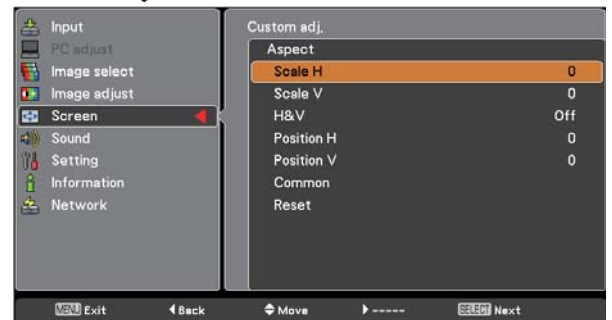 Input
PC adjust
Image select
Image adjust
Screen
Sound
Setting
Information
Network
Custom adj.
Aspect
Scale H 0
Scale V 0
H&V Off
Position H 0
Position V 0
Common
Reset
MENU Exit Back Move ----- SELECT Next